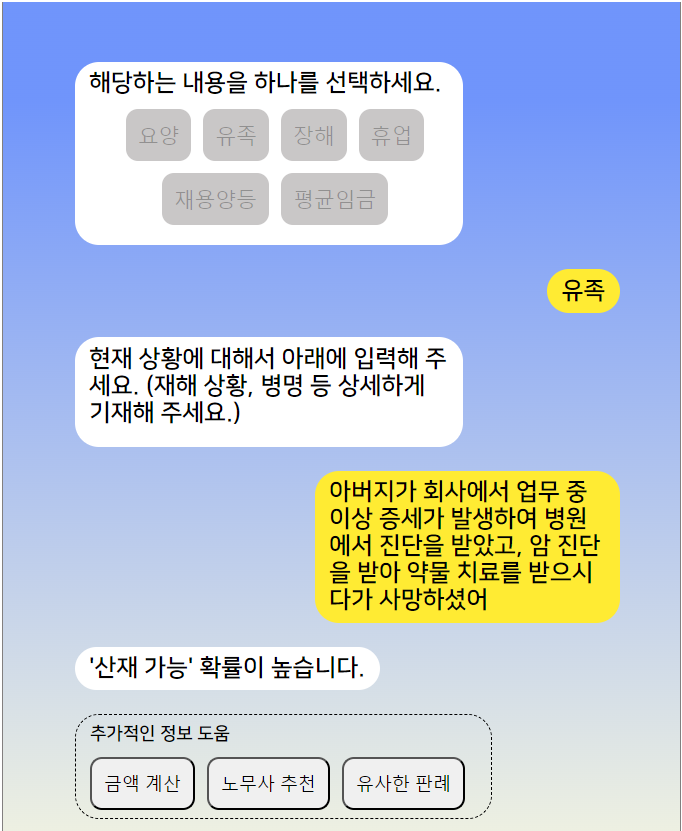 해당하는 내용을 하나를 선택하세요.
요양 유족 장해 휴업
재용양등 평균임금
유족
현재 상황에 대해서 아래에 입력해 주
세요. (재해 상황, 병명 등 상세하게
기재해 주세요.)
아버지가 회사에서 업무 중
이상 증세가 발생하여 병원
에서 진단을 받았고, 암 진단
을 받아 약물 치료를 받으시
다가 사망하셨어
'산재 가능' 확률이 높습니다.
추가적인 정보 도움
금액 계산 노무사 추천 유사한 판례